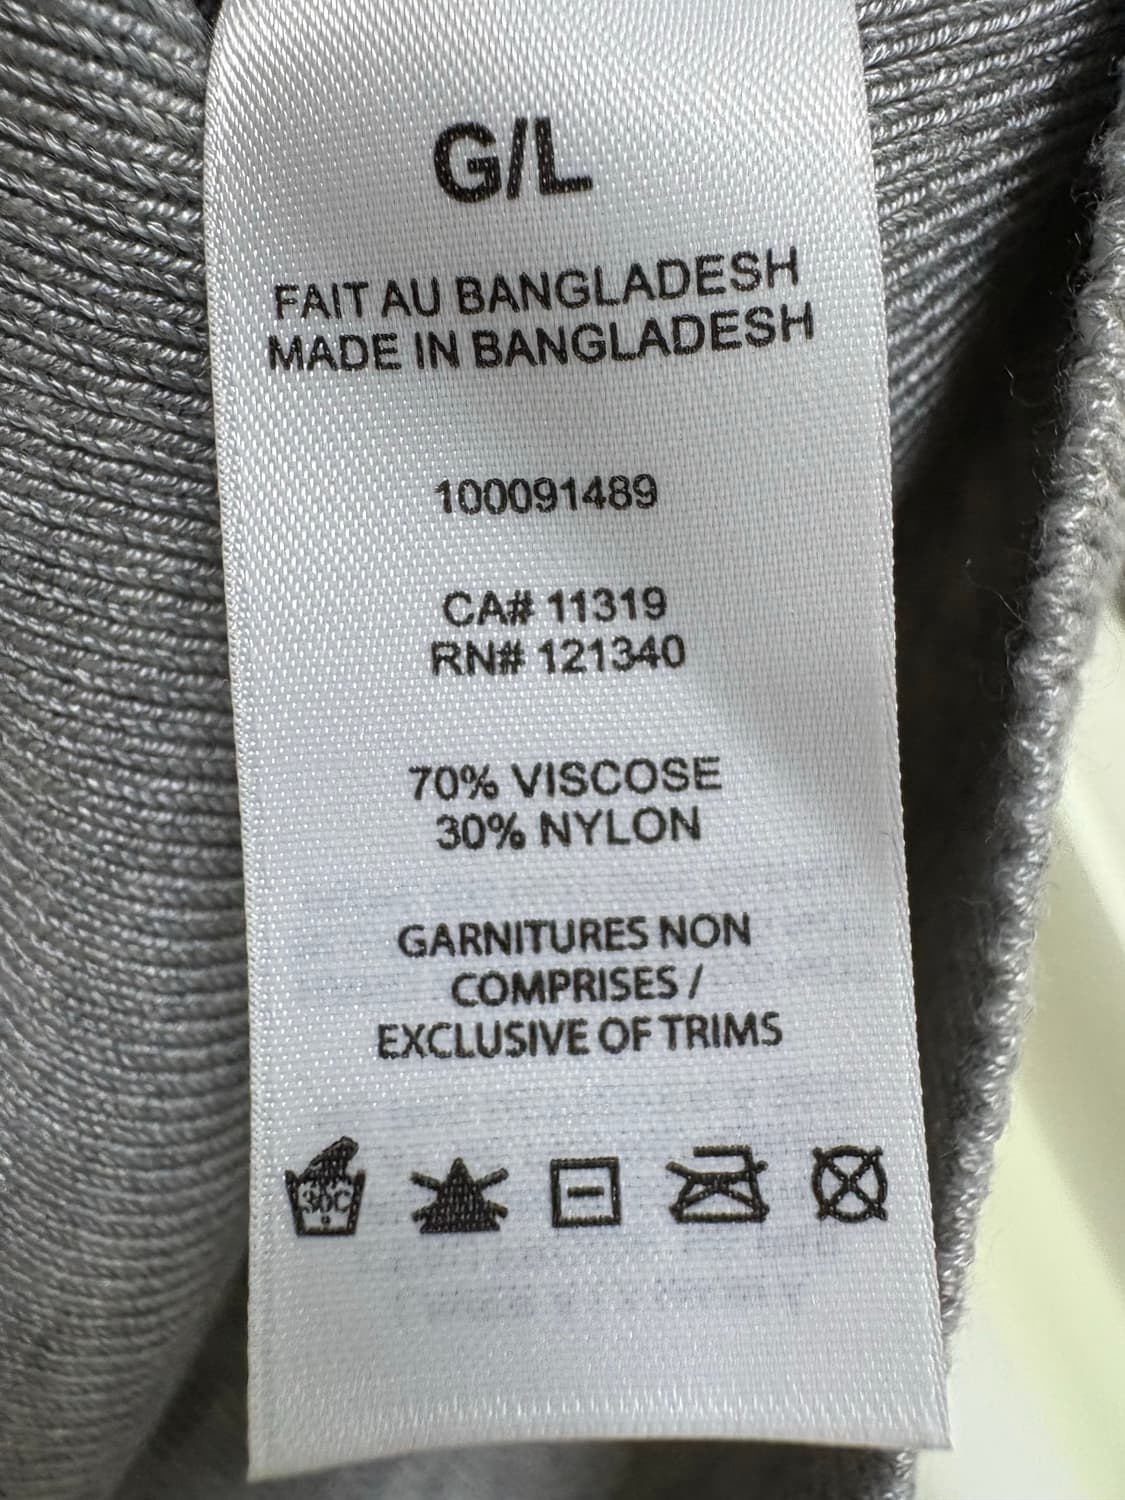 G/L
FAIT AU BANGLADESH
MADE IN BANGLADESH
100091489
CA# 11319
RN# 121340
70% VISCOSE
30% NYLON
GARNITURES NON
COMPRISES /
EXCLUSIVE OF TRIMS
30C